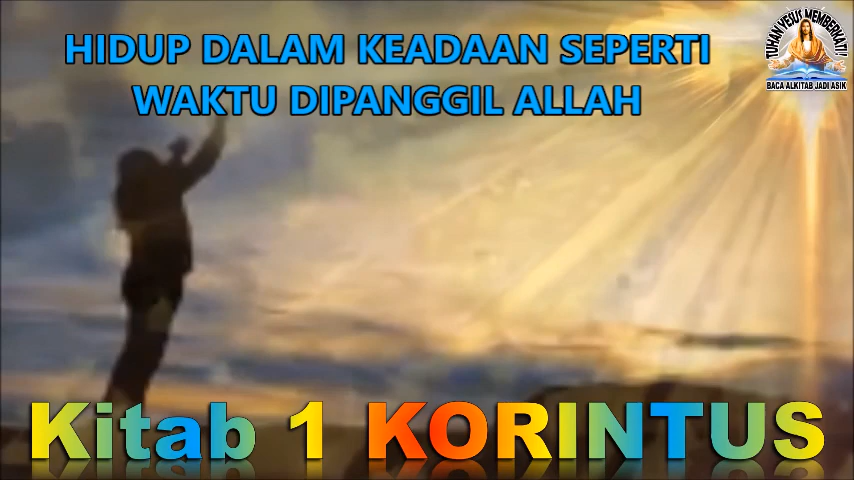 HIDUP DALAM KEADAAN SEPERTI
WAKTU DIPANGGIL ALLAH
TUHAN YESUS MEMBERKATI!
BACA ALKITAB JADI ASIK
Kitab 1 KORINTUS